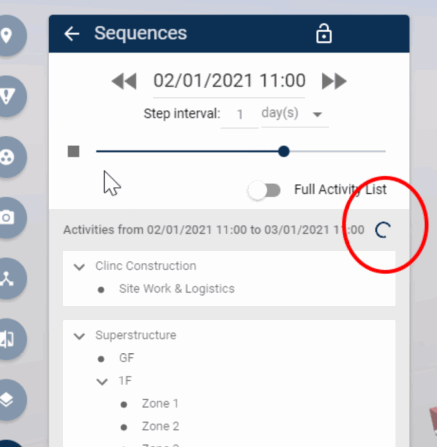 Sequences
02/01/2021 11:00
Step interval: 1 day(s)
Full Activity List
Activities from 02/01/2021 11:00 to 03/01/2021 11:00
Clinc Construction
Site Work & Logistics
Superstructure
GF
1F
Zone 1
Zone 2